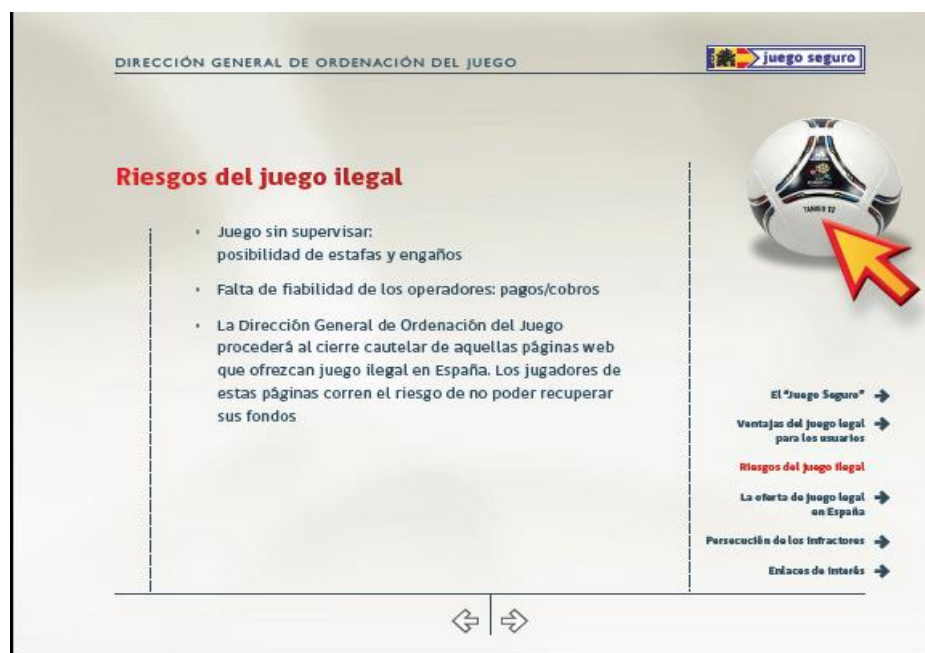 DIRECCIÓN GENERAL DE ORDENACIÓN DEL JUEGO
juego seguro
TANGO 12
Riesgos del juego ilegal
• Juego sin supervisar:
posibilidad de estafas y engaños
• Falta de fiabilidad de los operadores: pagos/cobros
• La Dirección General de Ordenación del Juego
procederá al cierre cautelar de aquellas páginas web
que ofrezcan juego ilegal en España. Los jugadores de
estas páginas corren el riesgo de no poder recuperar
sus fondos
El "Juego Seguro"
Ventajas del juego legal
para los usuarios
Riesgos del juego ilegal
La oferta de juego legal
en España
Persecución de los infractores
Enlaces de interés